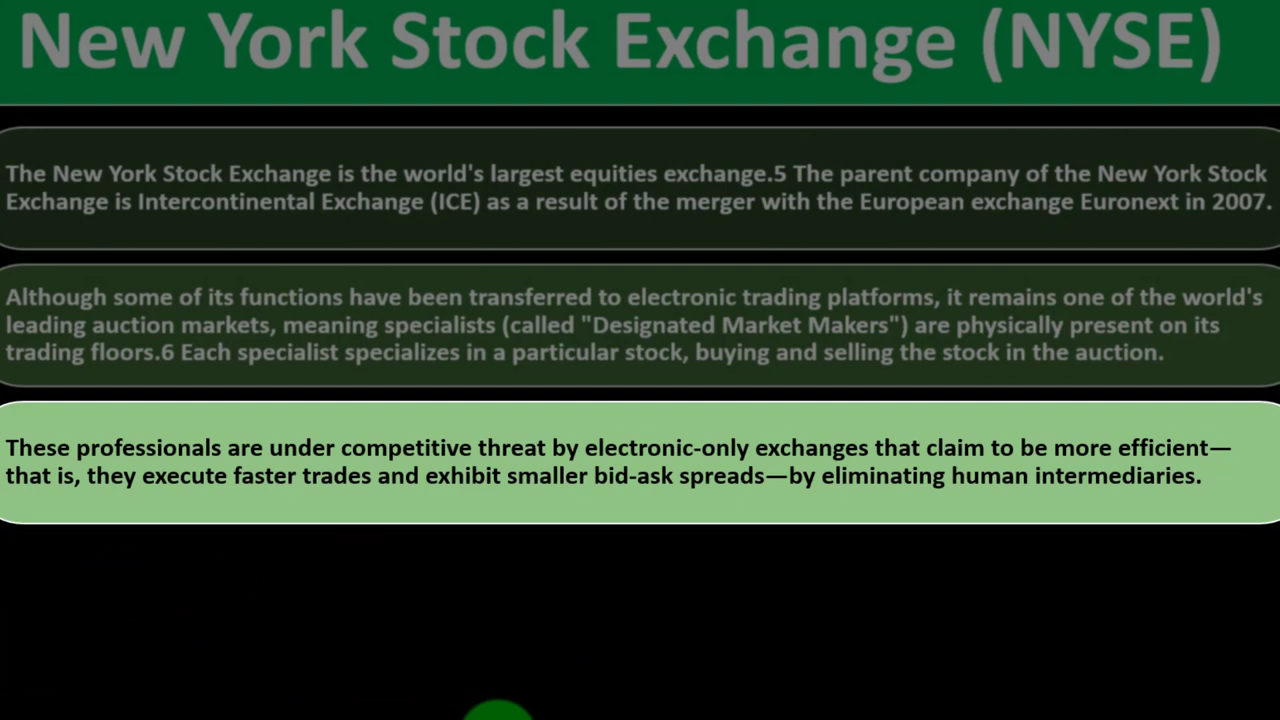 New York Stock Exchange (NYSE)
The New York Stock Exchange is the world's largest equities exchange.5 The parent company of the New York Stock
Exchange is Intercontinental Exchange (ICE) as a result of the merger with the European exchange Euronext in 2007.
Although some of its functions have been transferred to electronic trading platforms, it remains one of the world's
leading auction markets, meaning specialists (called "Designated Market Makers") are physically present on its
trading floors.6 Each specialist specializes in a particular stock, buying and selling the stock in the auction.
These professionals are under competitive threat by electronic-only exchanges that claim to be more efficient—
that is, they execute faster trades and exhibit smaller bid-ask spreads—by eliminating human intermediaries.